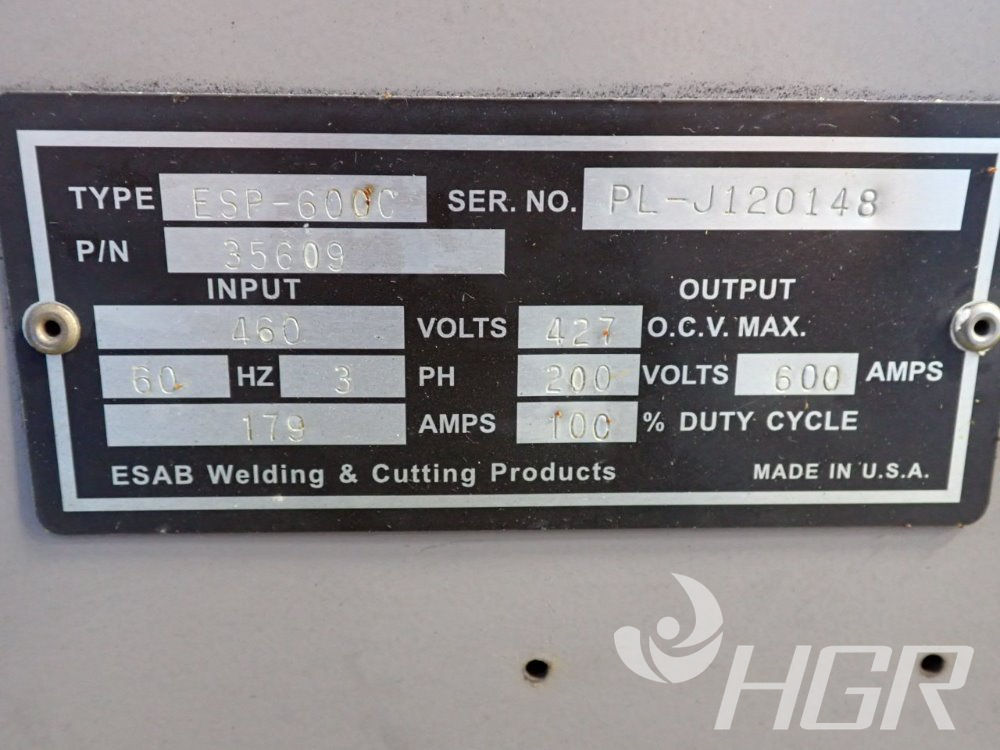 TYPE ESP-600C SER. NO. PL-J120148
P/N 35609
INPUT OUTPUT
460 VOLTS 427 O.C.V. MAX.
60 HZ 3 PH 200 VOLTS 600 AMPS
179 AMPS 100 % DUTY CYCLE
ESAB Welding & Cutting Products MADE IN U.S.A.
HGR